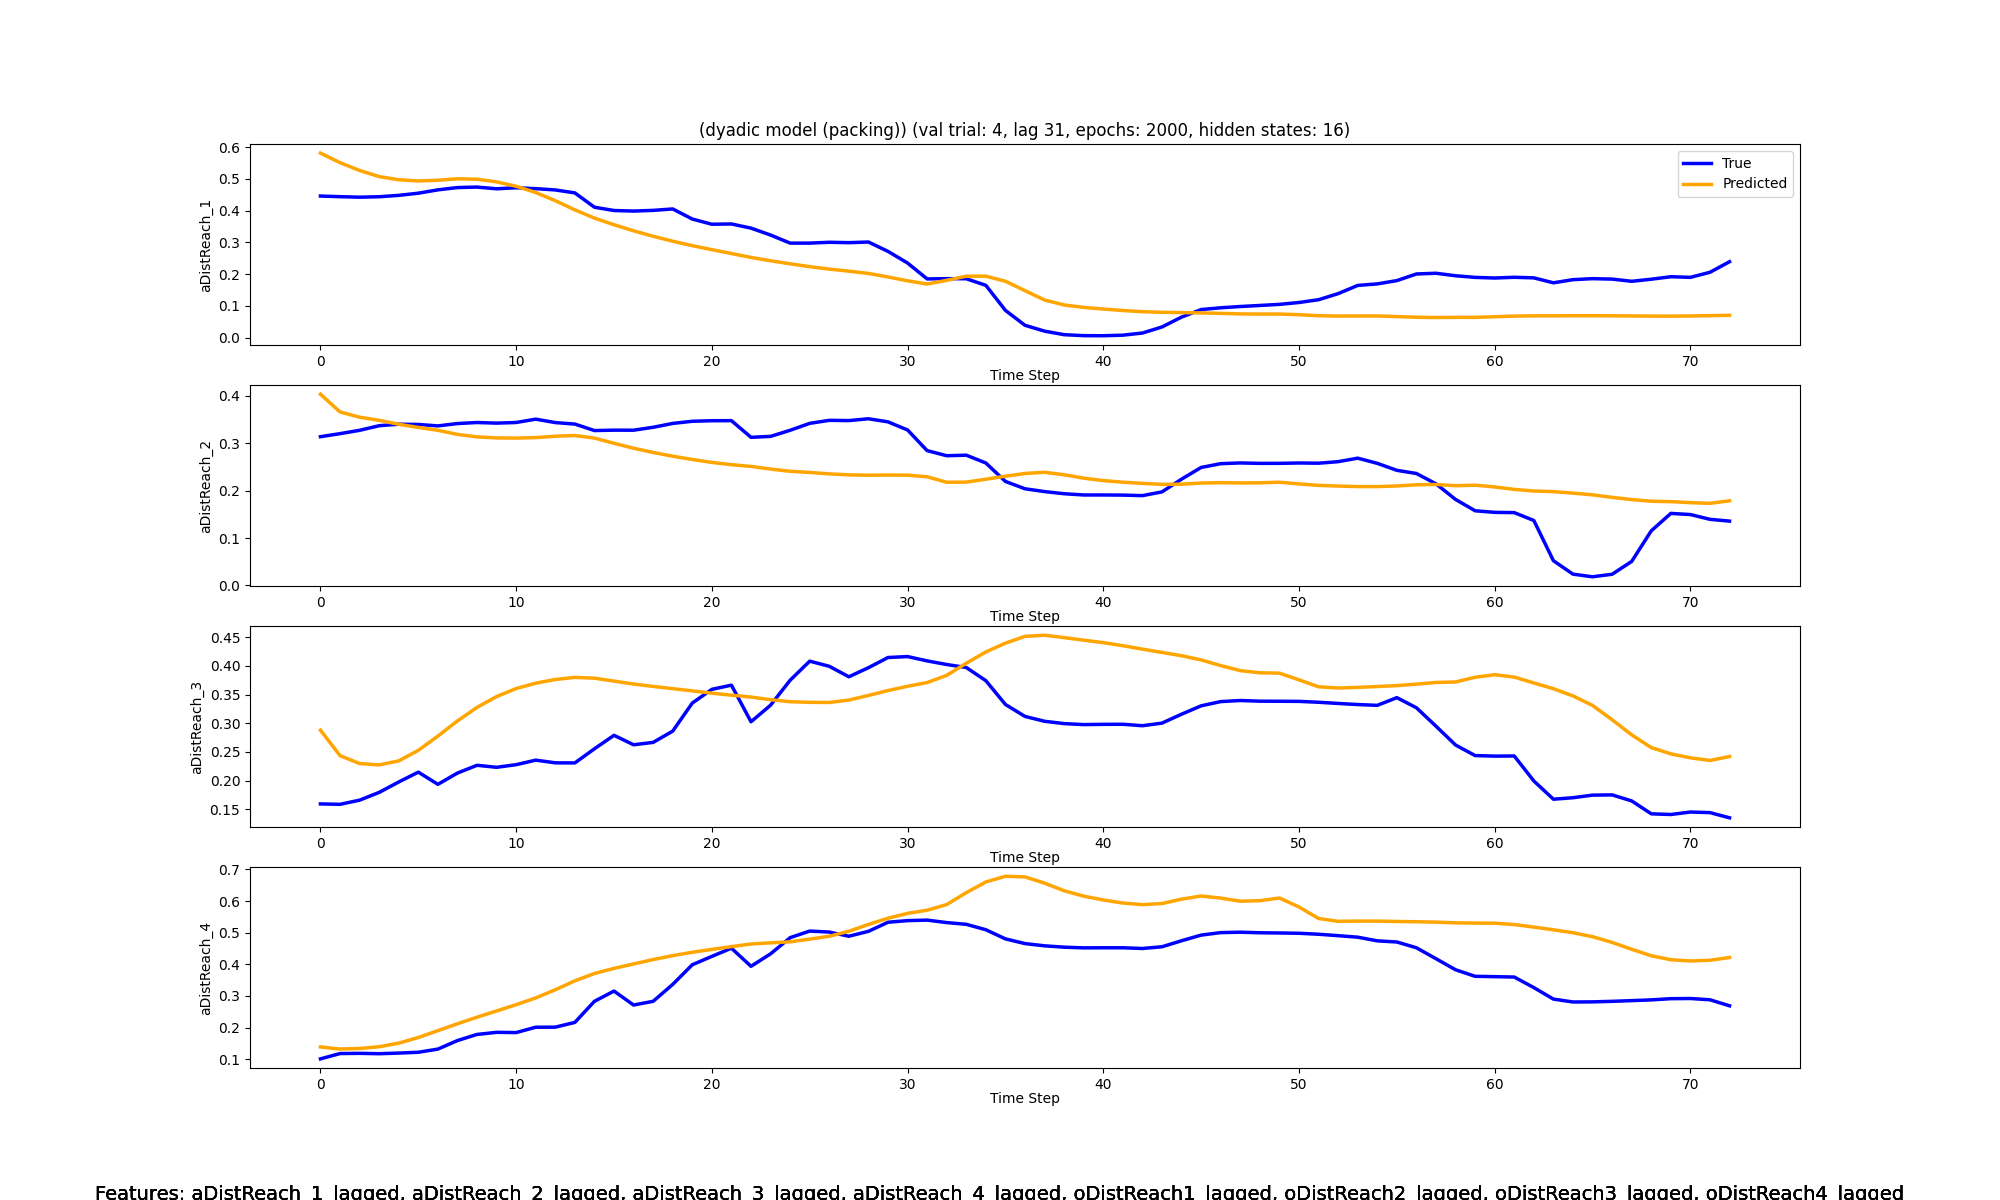 (dyadic model (packing)) (val trial: 4, lag 31, epochs: 2000, hidden states: 16)
0.6
0.5
0.4
0.3
0.2
0.1
0.0
aDistReach_1
True
Predicted
0 10 20 30 40 50 60 70
Time Step
0.4
0.3
0.2
0.1
0.0
aDistReach_2
0 10 20 30 40 50 60 70
Time Step
0.45
0.40
0.35
0.30
0.25
0.20
0.15
aDistReach_3
0 10 20 30 40 50 60 70
Time Step
0.7
0.6
0.5
0.4
0.3
0.2
0.1
aDistReach_4
0 10 20 30 40 50 60 70
Time Step
Features: aDistReach_1_lagged, aDistReach_2_lagged, aDistReach_3_lagged, aDistReach_4_lagged, oDistReach1_lagged, oDistReach2_lagged, oDistReach3_lagged, oDistReach4_lagged